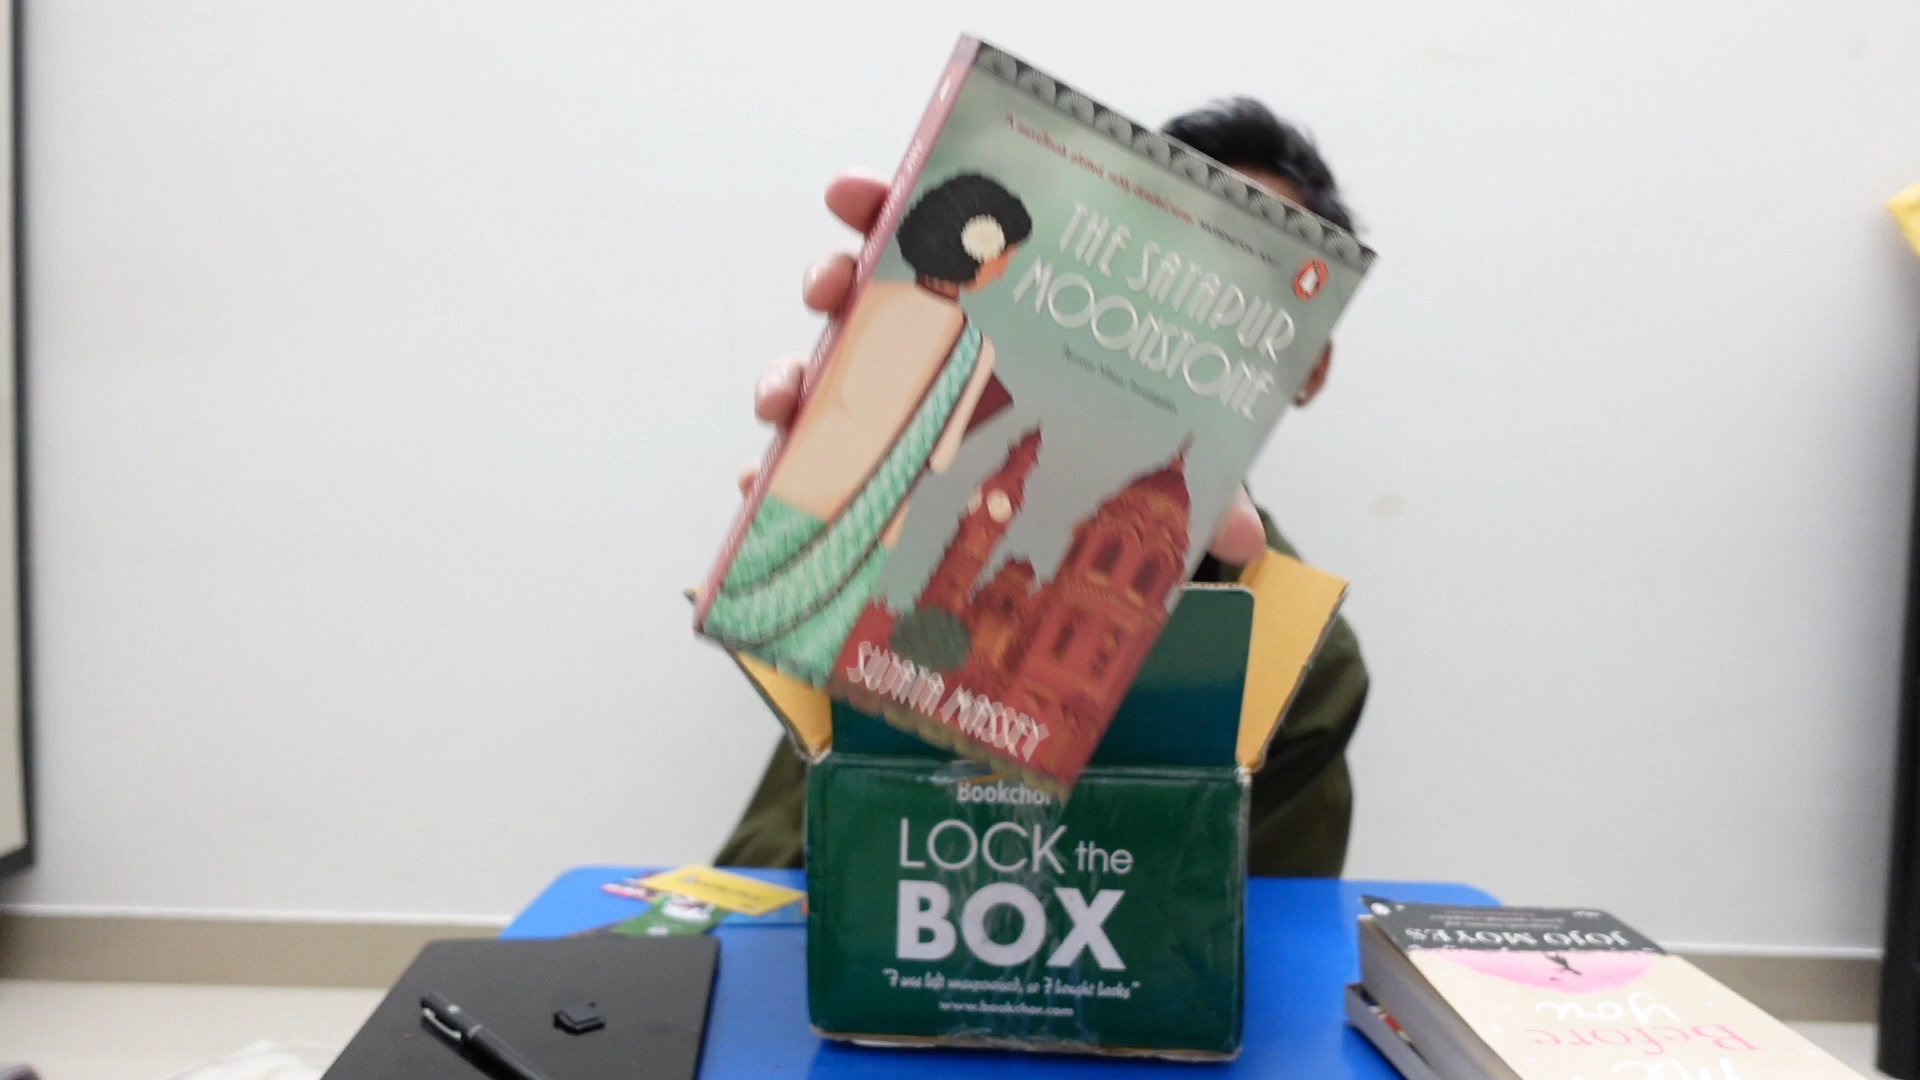 THE SATAPUR
MOONSTONE
SUJATA MASSEY
Bookchor
LOCK the
BOX
"I was left unsupervised, so I bought books"
www.bookchor.com
JOJO MOYES
Me
Before
you